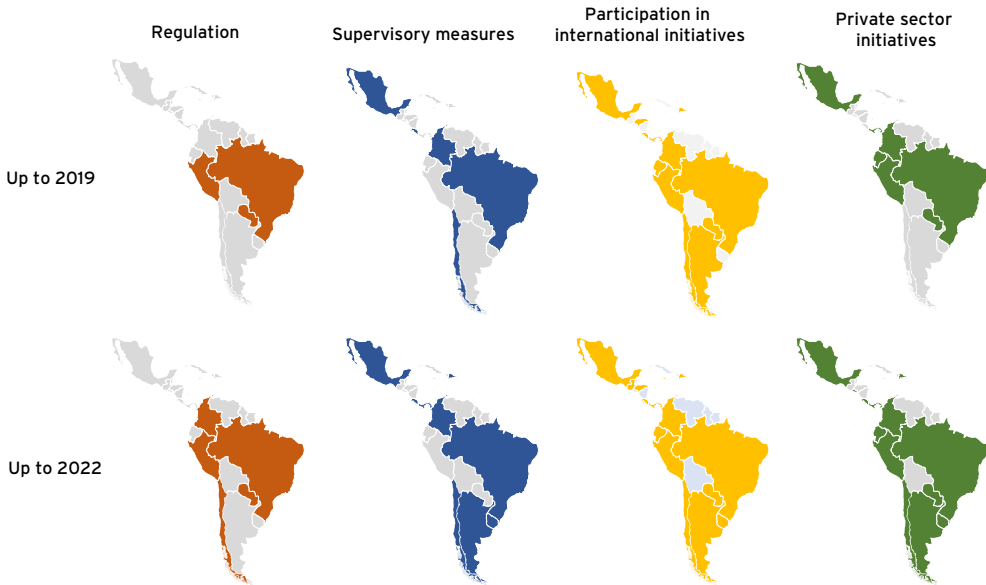 Regulation
Supervisory measures
Participation in
international initiatives
Private sector
initiatives
Up to 2019
Up to 2022